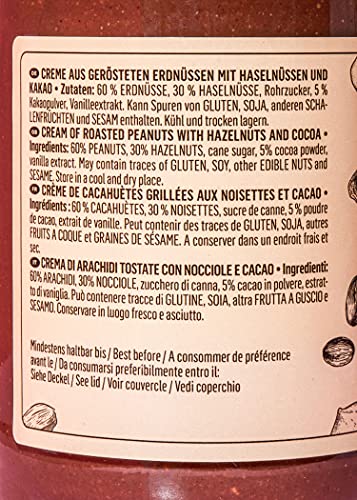 DE CREME AUS GERÖSTETEN ERDNÜSSEN MIT HASELNÜSSEN UND
KAKAO • Zutaten: 60 % ERDNÜSSE, 30 % HASELNÜSSE, Rohrzucker, 5 %
Kakaopulver, Vanilleextrakt. Kann Spuren von GLUTEN, SOJA, anderen SCHA-
LENFRÜCHTEN und SESAM enthalten. Kühl und trocken lagern.
CREAM OF ROASTED PEANUTS WITH HAZELNUTS AND COCOA •
Ingredients: 60% PEANUTS, 30% HAZELNUTS, cane sugar, 5% cocoa powder,
vanilla extract. May contain traces of GLUTEN, SOY, other EDIBLE NUTS and
SESAME. Store in a cool and dry place.
CRÈME DE CACAHUÈTES GRILLÉES AUX NOISETTES ET CACAO •
Ingrédients : 60 % CACAHUÈTES, 30 % NOISETTES, sucre de canne, 5 % poudre
de cacao, extrait de vanille. Peut contenir des traces de GLUTEN, SOJA, autres
FRUITS A COQUE et GRAINES DE SÉSAME. A conserver dans un endroit frais et
sec.
CREMA DI ARACHIDI TOSTATE CON NOCCIOLE E CACAO • Ingredienti:
60% ARACHIDI, 30% NOCCIOLE, zucchero di canna, 5% cacao in polvere, estrat-
to di vaniglia. Può contenere tracce di GLUTINE, SOIA, altra FRUTTA A GUSCIO e
SESAMO. Conservare in luogo fresco e asciutto.
Mindestens haltbar bis / Best before / A consommer de préférence
avant le / Da consumarsi preferibilmente entro il:
Siehe Deckel / See lid / Voir couvercle / Vedi coperchio